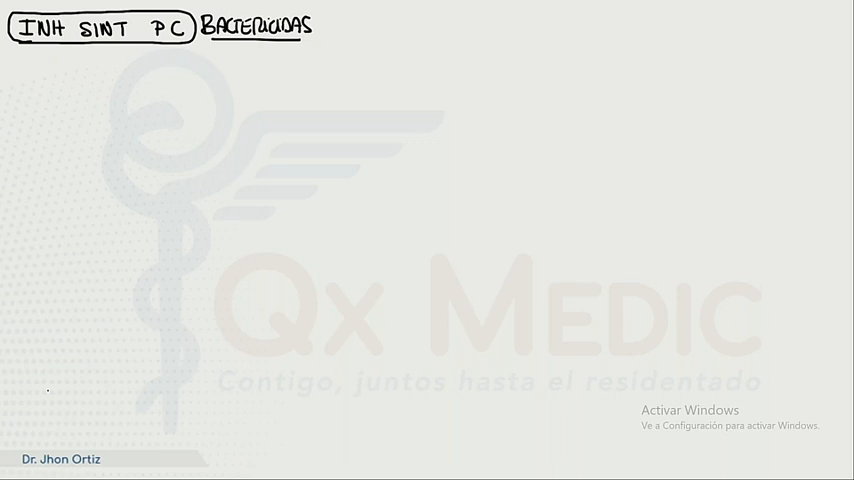 INH SINT PC BACTERICIDAS
Qx MEDIC
Contigo, juntos hasta el residentado
Activar Windows
Ve a Configuración para activar Windows.
Dr. Jhon Ortiz